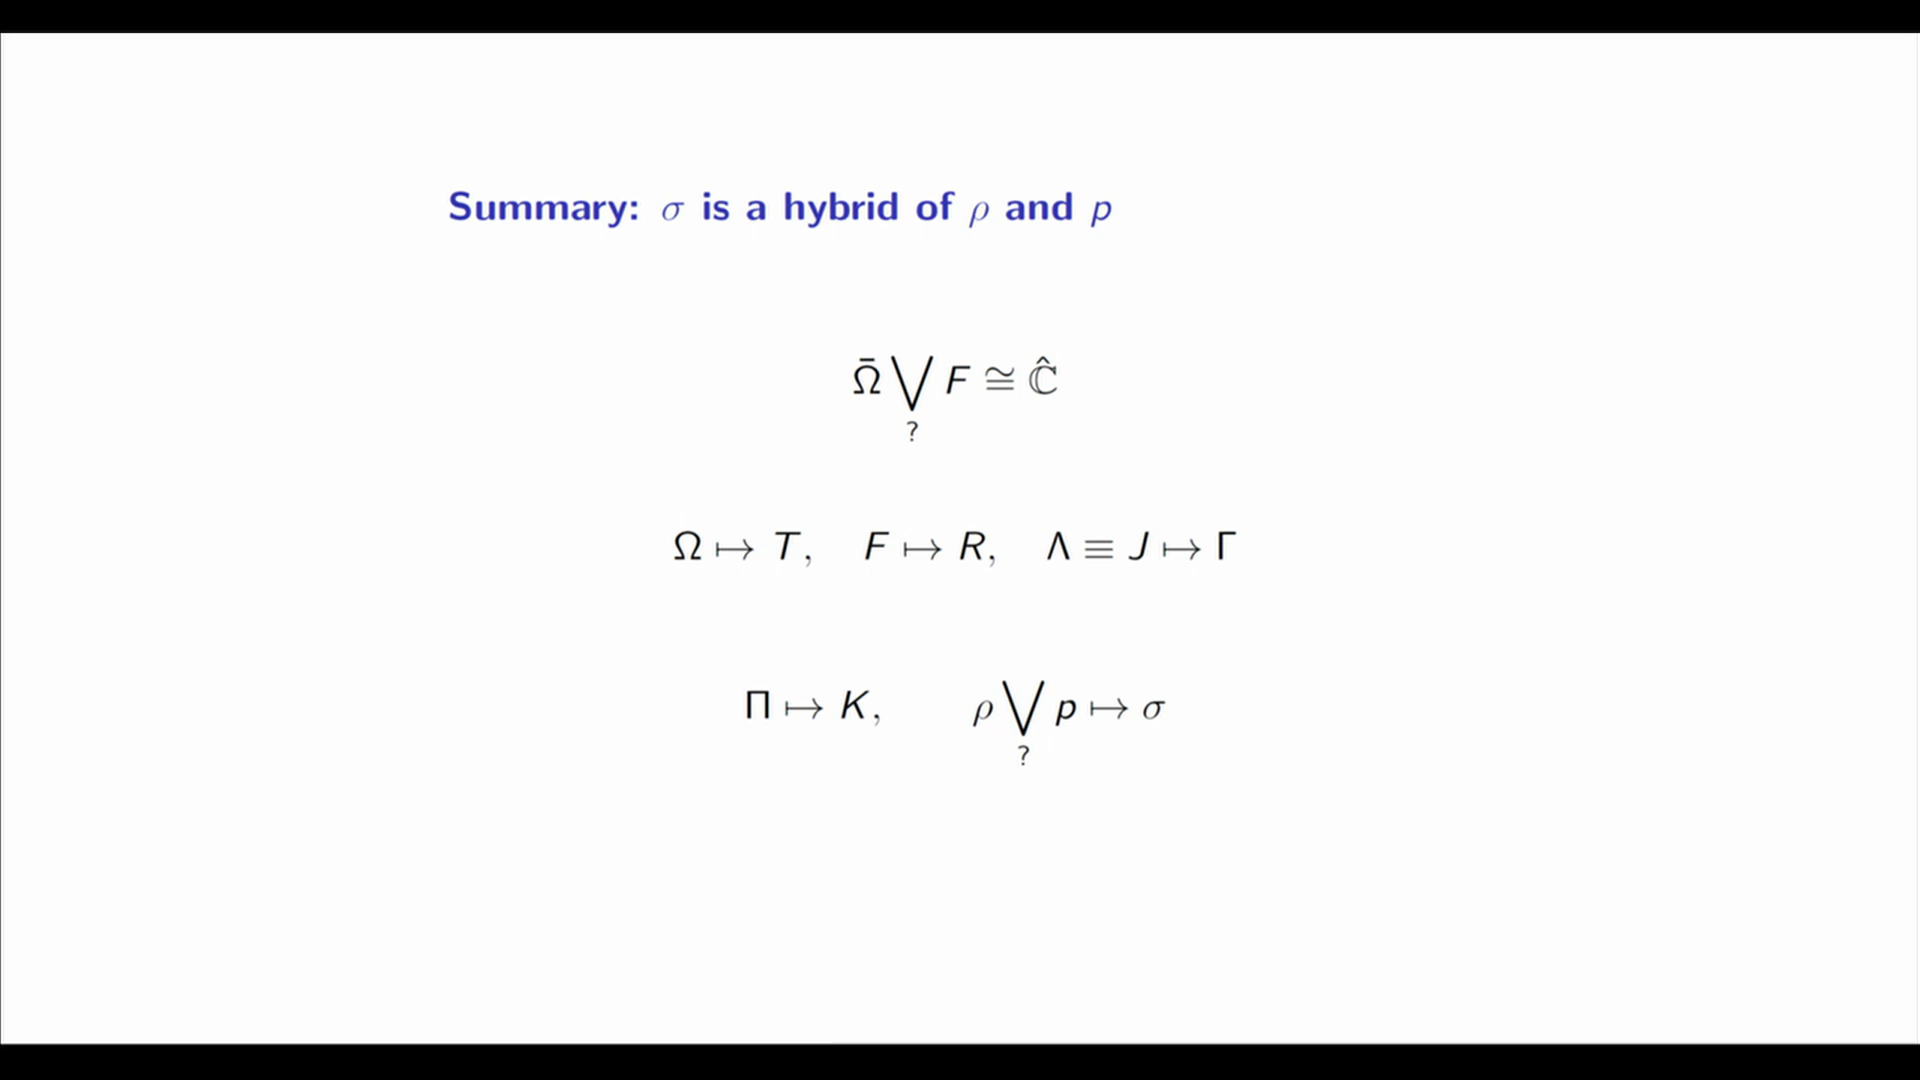 Summary: σ is a hybrid of ρ and p
Ω̄ ⋁ F ≅ Ĉ
?
Ω ↦ T, F ↦ R, Λ ≡ J ↦ Γ
Π ↦ K, ρ ⋁ p ↦ σ
?